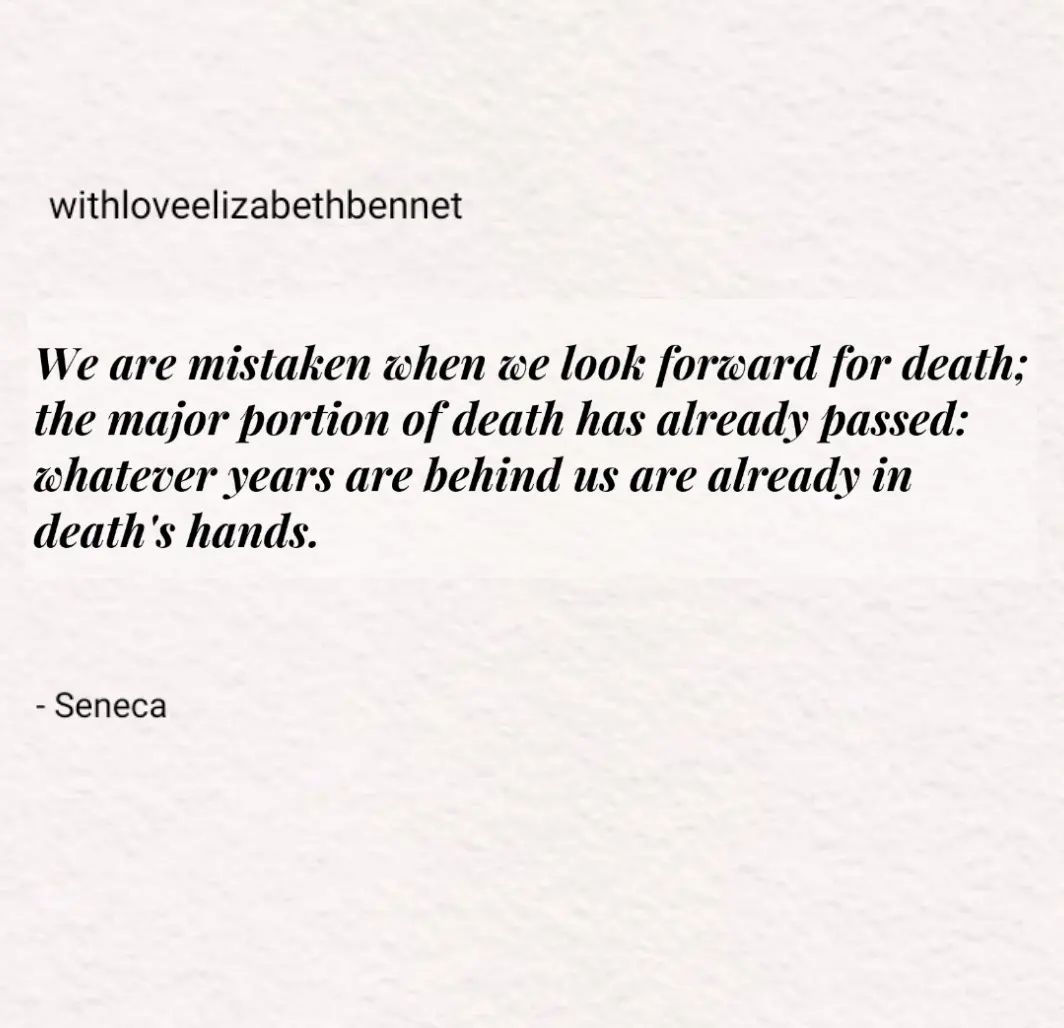 withloveelizabethbennet
We are mistaken when we look forward for death;
the major portion of death has already passed:
whatever years are behind us are already in
death's hands.
- Seneca